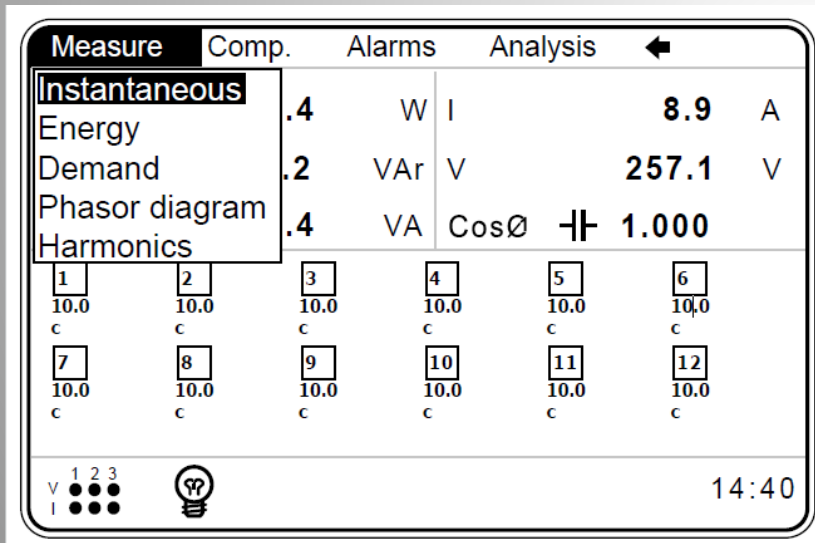 Measure Comp. Alarms Analysis
Instantaneous
Energy
Demand
Phasor diagram
Harmonics
.4 W I 8.9 A
.2 VAr V 257.1 V
.4 VA CosØ 1.000
1 2 3 4 5 6
10.0 10.0 10.0 10.0 10.0 10.0
c c c c c c
7 8 9 10 11 12
10.0 10.0 10.0 10.0 10.0 10.0
c c c c c c
1 2 3
V
I
14:40